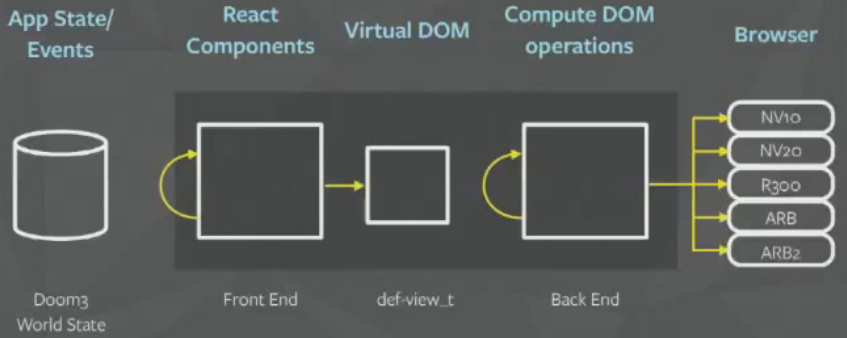 App State/
Events
React
Components
Virtual DOM
Compute DOM
operations
Browser
NV10
NV20
R300
ARB
ARB2
Doom3
World State
Front End
def-view_t
Back End